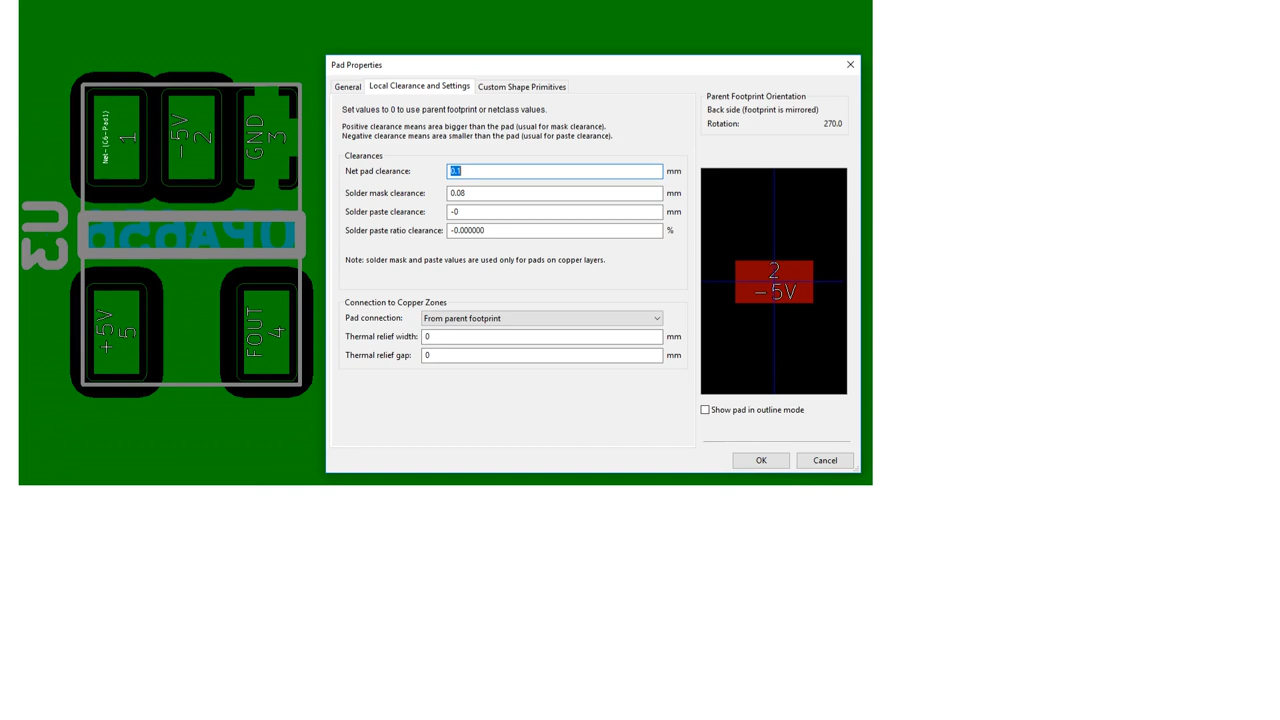 Pad Properties
General
Local Clearance and Settings
Custom Shape Primitives
Set values to 0 to use parent footprint or netclass values.
Positive clearance means area bigger than the pad (usual for mask clearance).
Negative clearance means area smaller than the pad (usual for paste clearance).
Clearances
Net pad clearance: 0.1 mm
Solder mask clearance: 0.08 mm
Solder paste clearance: -0 mm
Solder paste ratio clearance: -0.000000 %
Note: solder mask and paste values are used only for pads on copper layers.
Connection to Copper Zones
Pad connection: From parent footprint
Thermal relief width: 0 mm
Thermal relief gap: 0 mm
Parent Footprint Orientation
Back side (footprint is mirrored)
Rotation: 270.0
2
-5V
Show pad in outline mode
OK
Cancel
Net-(C6-Pad1)
1
-5V
2
GND
3
U3
+5V
5
FOUT
4